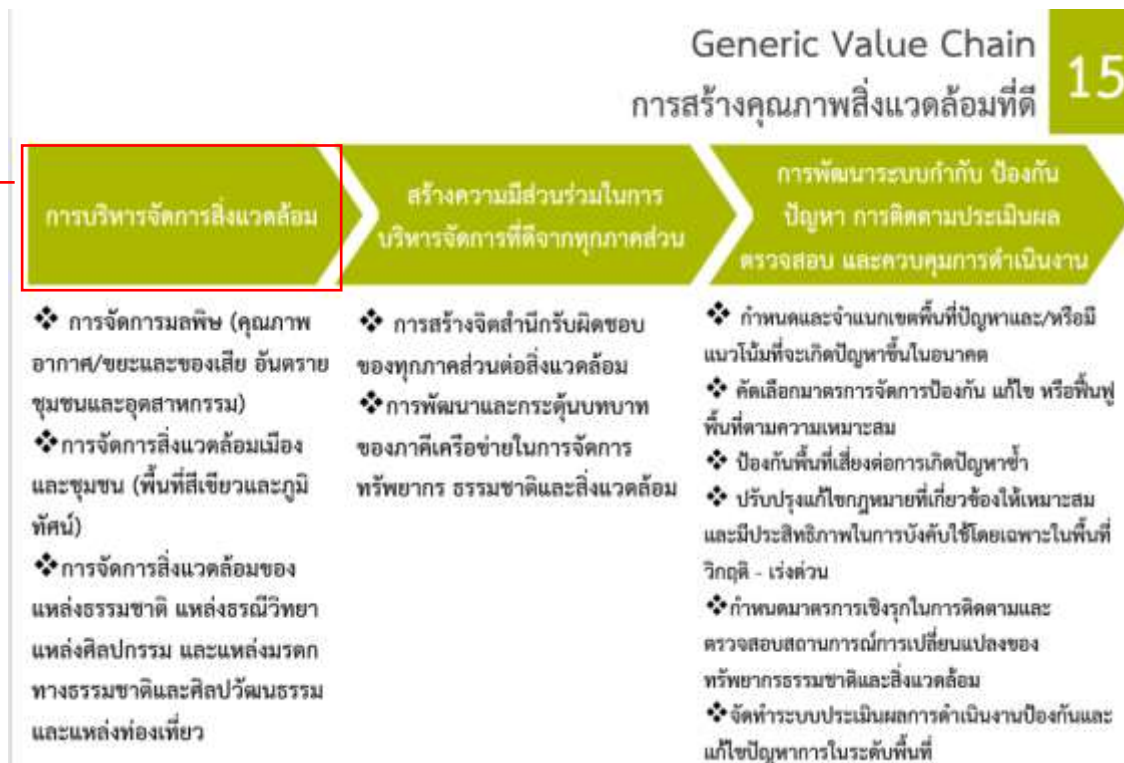 Generic Value Chain
การสร้างคุณภาพสิ่งแวดล้อมที่ดี
15
การบริหารจัดการสิ่งแวดล้อม
สร้างความมีส่วนร่วมในการ
บริหารจัดการที่ดีจากทุกภาคส่วน
การพัฒนาระบบกำกับ ป้องกัน
ปัญหา การติดตามประเมินผล
ตรวจสอบ และควบคุมการดำเนินงาน
❖ การจัดการมลพิษ (คุณภาพ
อากาศ/ขยะและของเสีย อันตราย
ชุมชนและอุตสาหกรรม)
❖การจัดการสิ่งแวดล้อมเมือง
และชุมชน (พื้นที่สีเขียวและภูมิ
ทัศน์)
❖การจัดการสิ่งแวดล้อมของ
แหล่งธรรมชาติ แหล่งธรณีวิทยา
แหล่งศิลปกรรม และแหล่งมรดก
ทางธรรมชาติและศิลปวัฒนธรรม
และแหล่งท่องเที่ยว
❖ การสร้างจิตสำนึกรับผิดชอบ
ของทุกภาคส่วนต่อสิ่งแวดล้อม
❖การพัฒนาและกระตุ้นบทบาท
ของภาคีเครือข่ายในการจัดการ
ทรัพยากร ธรรมชาติและสิ่งแวดล้อม
❖ กำหนดและจำแนกเขตพื้นที่ปัญหาและ/หรือมี
แนวโน้มที่จะเกิดปัญหาขึ้นในอนาคต
❖ คัดเลือกมาตรการจัดการป้องกัน แก้ไข หรือฟื้นฟู
พื้นที่ตามความเหมาะสม
❖ ป้องกันพื้นที่เสี่ยงต่อการเกิดปัญหาซ้ำ
❖ ปรับปรุงแก้ไขกฎหมายที่เกี่ยวข้องให้เหมาะสม
และมีประสิทธิภาพในการบังคับใช้โดยเฉพาะในพื้นที่
วิกฤติ - เร่งด่วน
❖กำหนดมาตรการเชิงรุกในการติดตามและ
ตรวจสอบสถานการณ์การเปลี่ยนแปลงของ
ทรัพยากรธรรมชาติและสิ่งแวดล้อม
❖จัดทำระบบประเมินผลการดำเนินงานป้องกันและ
แก้ไขปัญหาการในระดับพื้นที่